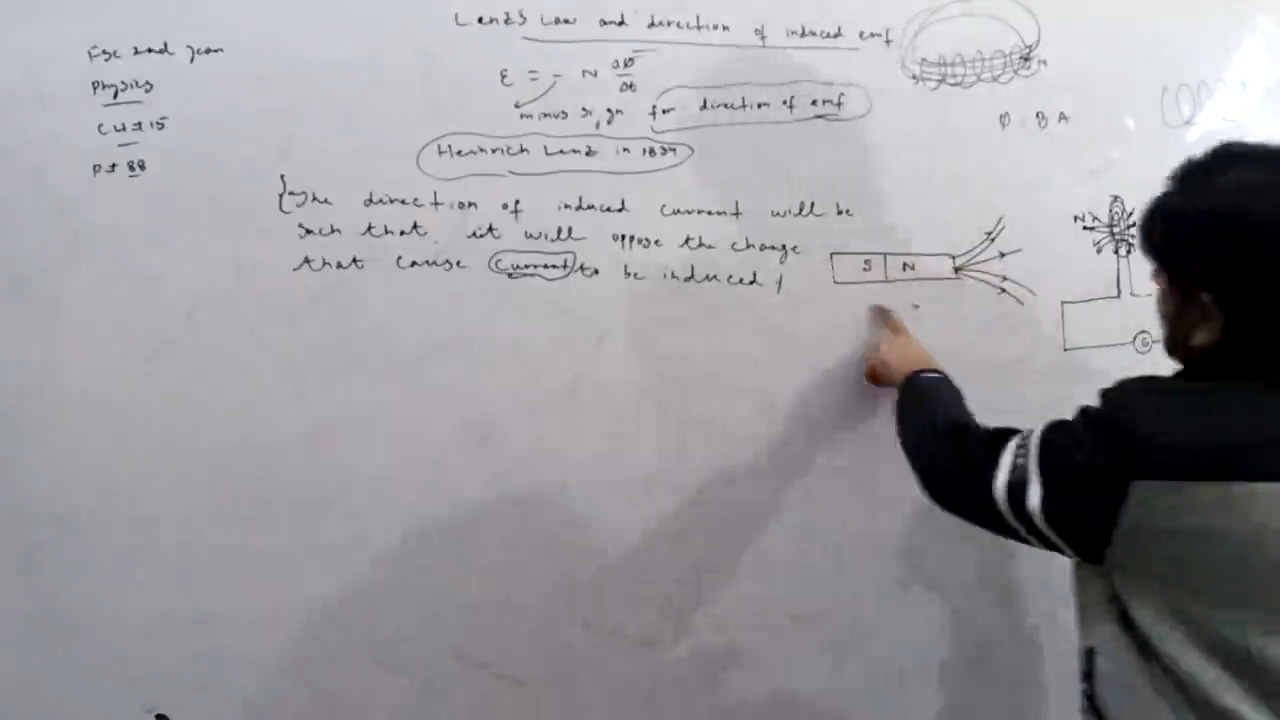 Lenz's Law and direction of induced emf
Fsc 2nd year
Physics
CH # 15
P # 88
ε = - N ΔΦ/Δt
minus sign for direction of emf
Heinrich Lenz in 1834
{The direction of induced current will be
such that, it will oppose the change
that cause current to be induced,
S N
Φ BA
S N
N
G